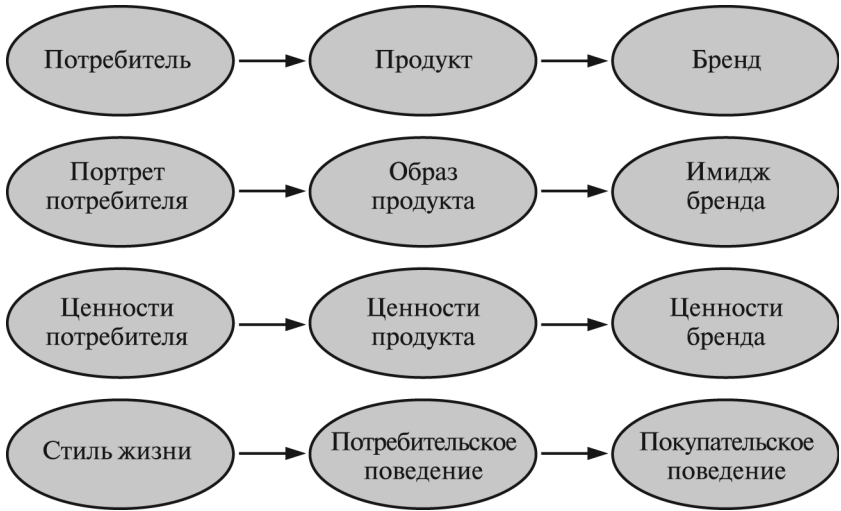 Потребитель
Продукт
Бренд
Портрет
потребителя
Образ
продукта
Имидж
бренда
Ценности
потребителя
Ценности
продукта
Ценности
бренда
Стиль жизни
Потребительское
поведение
Покупательское
поведение